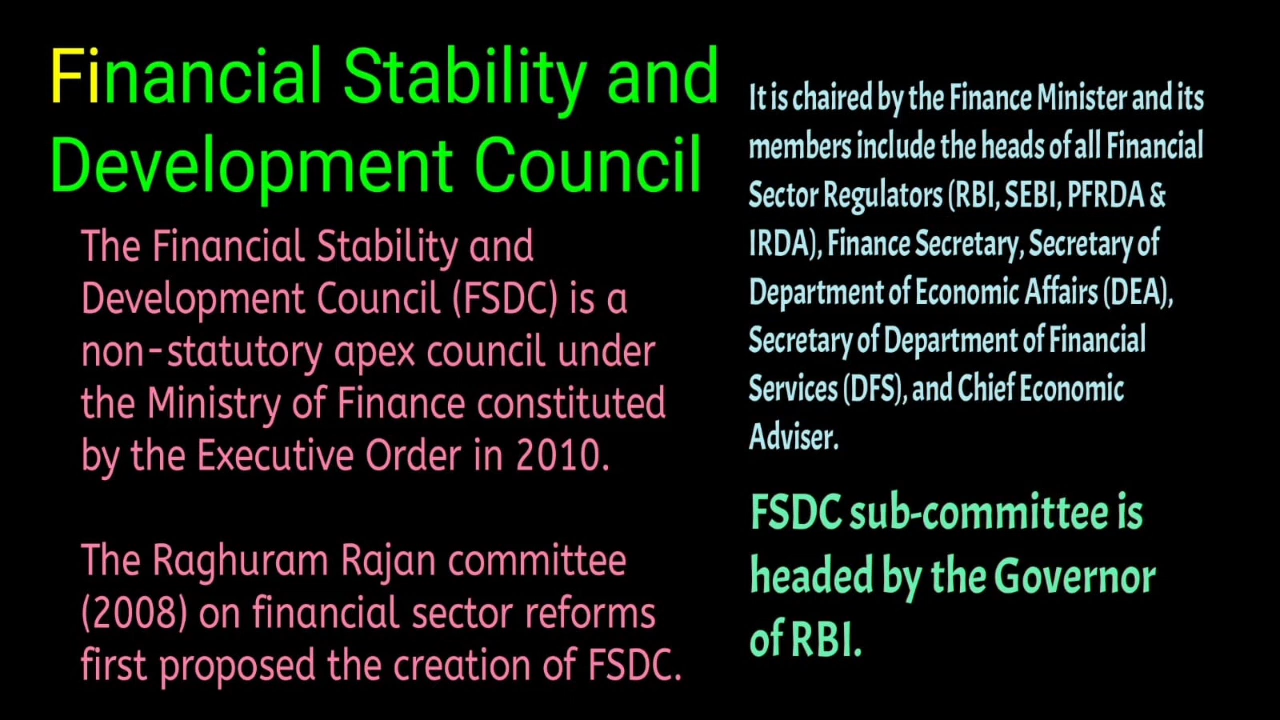 Financial Stability and
Development Council
The Financial Stability and
Development Council (FSDC) is a
non-statutory apex council under
the Ministry of Finance constituted
by the Executive Order in 2010.
The Raghuram Rajan committee
(2008) on financial sector reforms
first proposed the creation of FSDC.
It is chaired by the Finance Minister and its
members include the heads of all Financial
Sector Regulators (RBI, SEBI, PFRDA &
IRDA), Finance Secretary, Secretary of
Department of Economic Affairs (DEA),
Secretary of Department of Financial
Services (DFS), and Chief Economic
Adviser.
FSDC sub-committee is
headed by the Governor
of RBI.